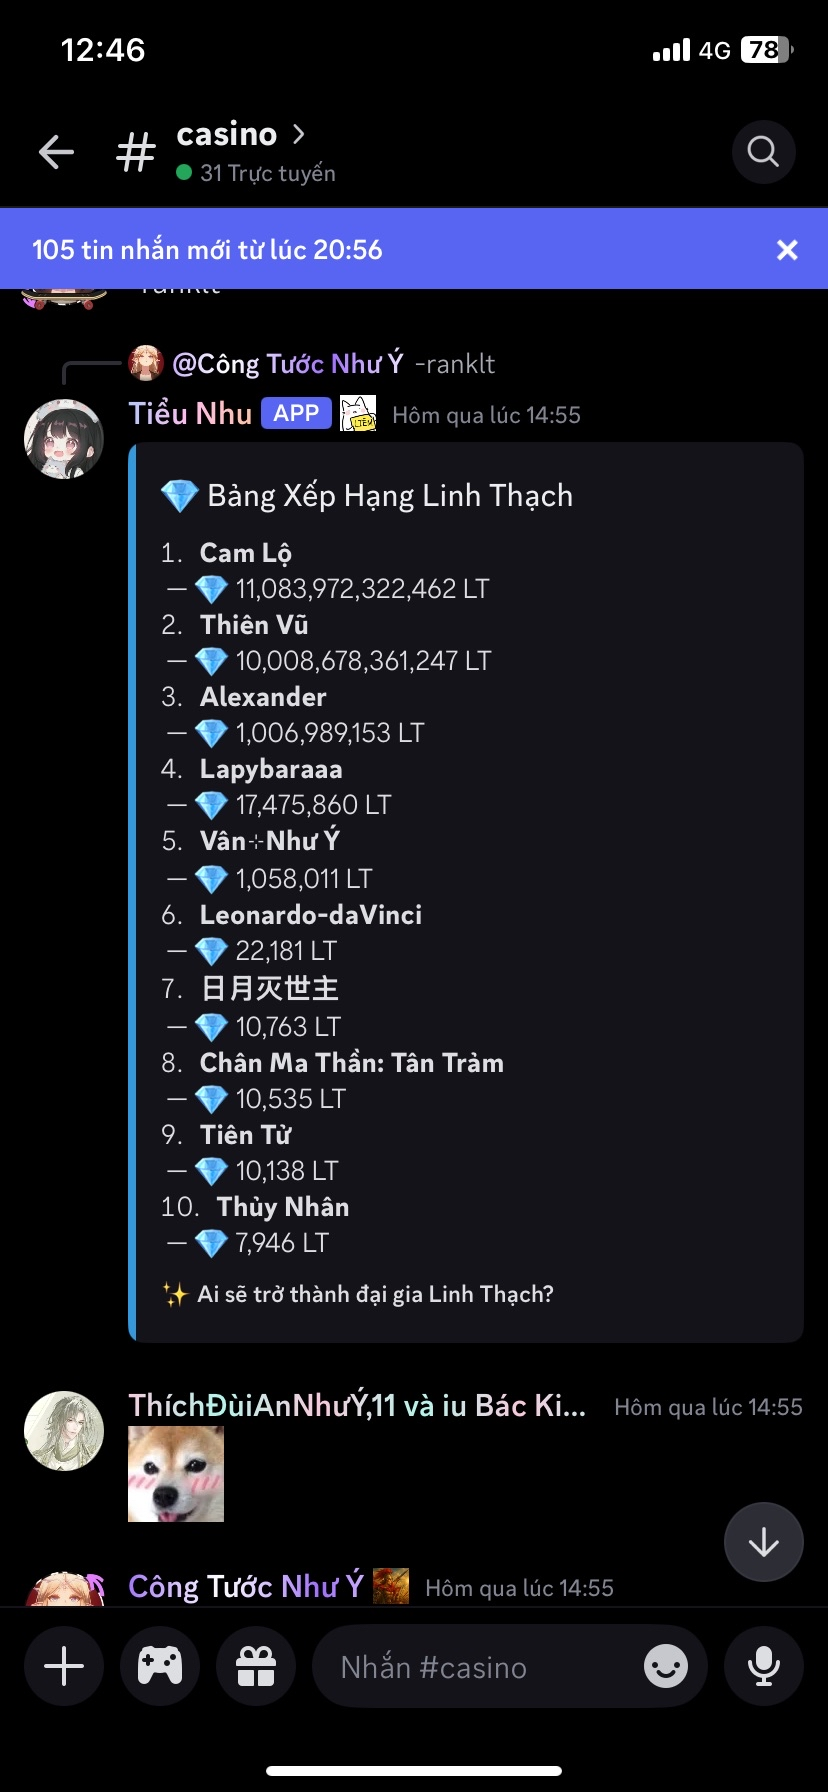 12:46
4G 78
casino
31 Trực tuyến
105 tin nhắn mới từ lúc 20:56
-ranklt
@Công Tước Như Ý -ranklt
Tiểu Nhu APP Hôm qua lúc 14:55
Bảng Xếp Hạng Linh Thạch
1. Cam Lộ
— 11,083,972,322,462 LT
2. Thiên Vũ
— 10,008,678,361,247 LT
3. Alexander
— 1,006,989,153 LT
4. Lapybaraaa
— 17,475,860 LT
5. Vân⊹Như Ý
— 1,058,011 LT
6. Leonardo-daVinci
— 22,181 LT
7. 日月灭世主
— 10,763 LT
8. Chân Ma Thần: Tân Trảm
— 10,535 LT
9. Tiên Tử
— 10,138 LT
10. Thủy Nhân
— 7,946 LT
✨ Ai sẽ trở thành đại gia Linh Thạch?
ThíchĐùiAnNhưÝ,11 và iu Bác Ki... Hôm qua lúc 14:55
Công Tước Như Ý Hôm qua lúc 14:55
Nhắn #casino